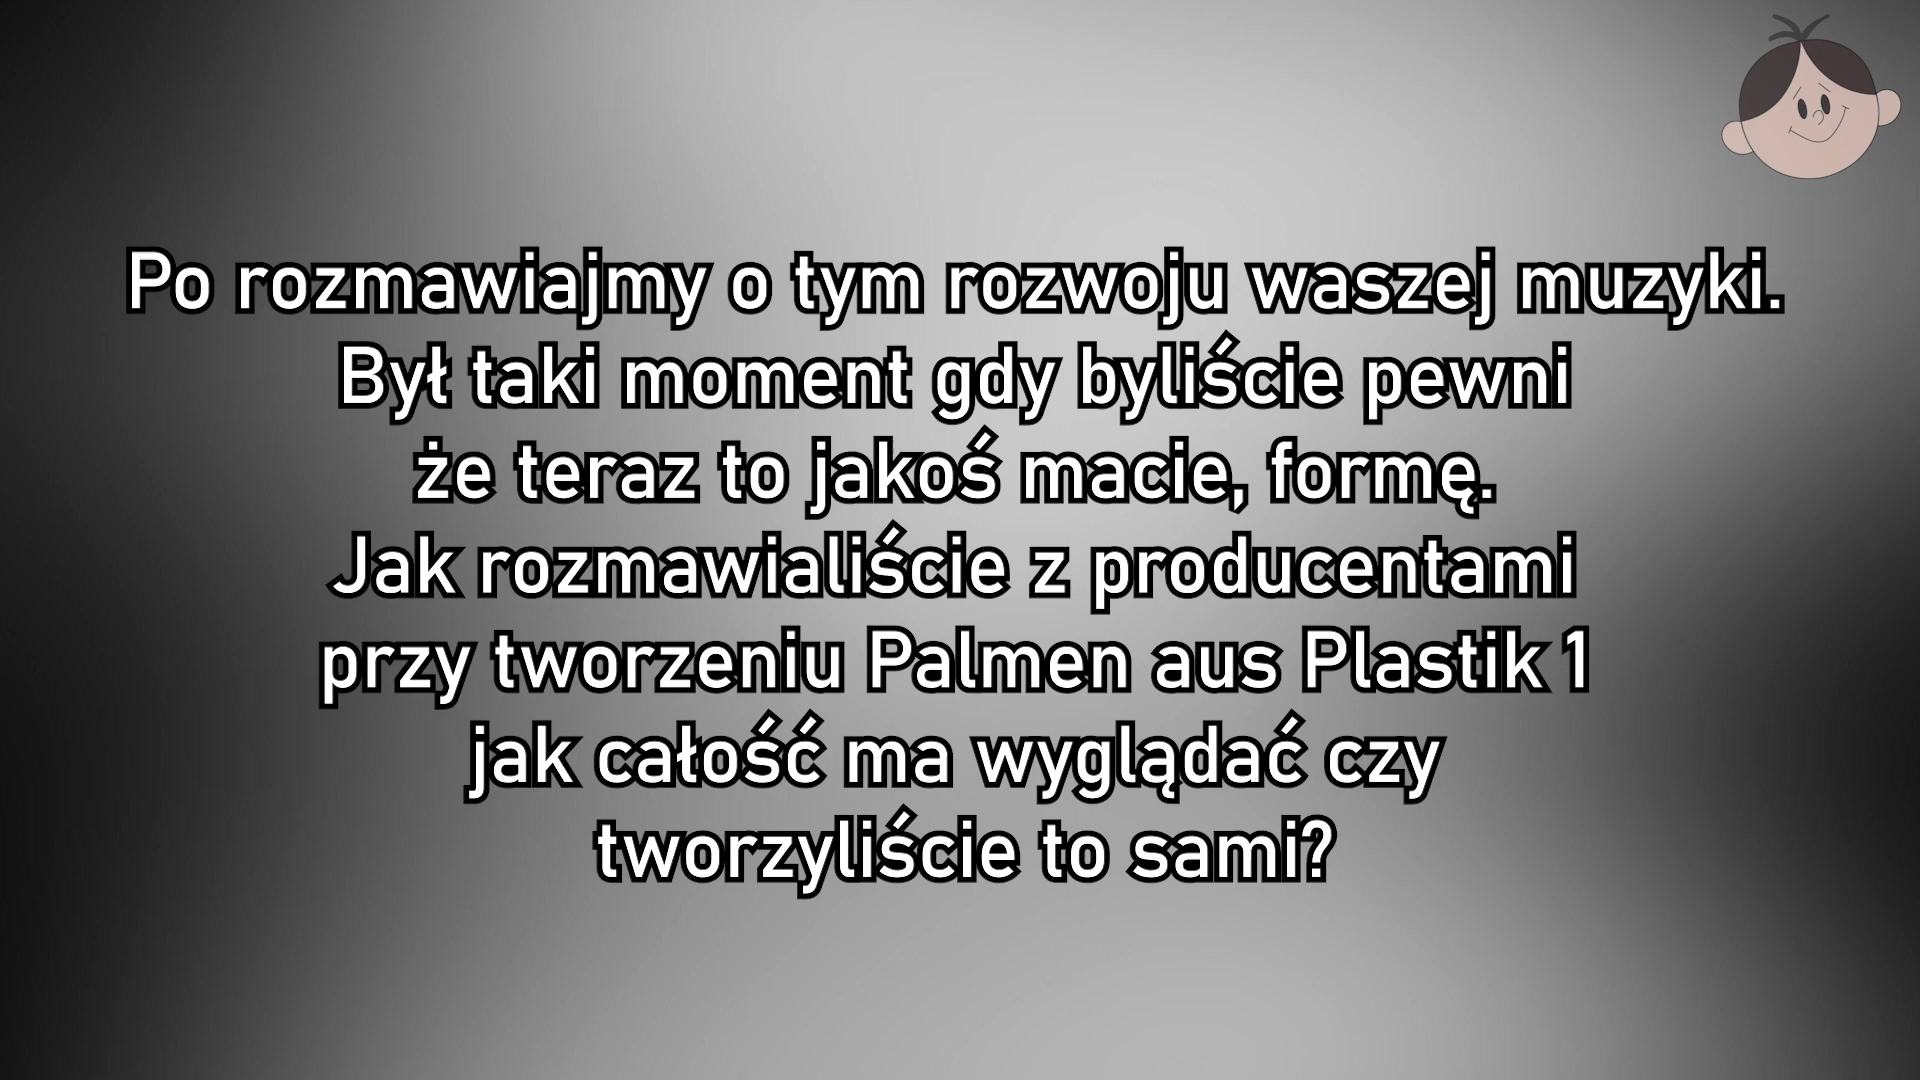 Po rozmawiajmy o tym rozwoju waszej muzyki.
Był taki moment gdy byliście pewni
że teraz to jakoś macie, formę.
Jak rozmawialiście z producentami
przy tworzeniu Palmen aus Plastik 1
jak całość ma wyglądać czy
tworzyliście to sami?